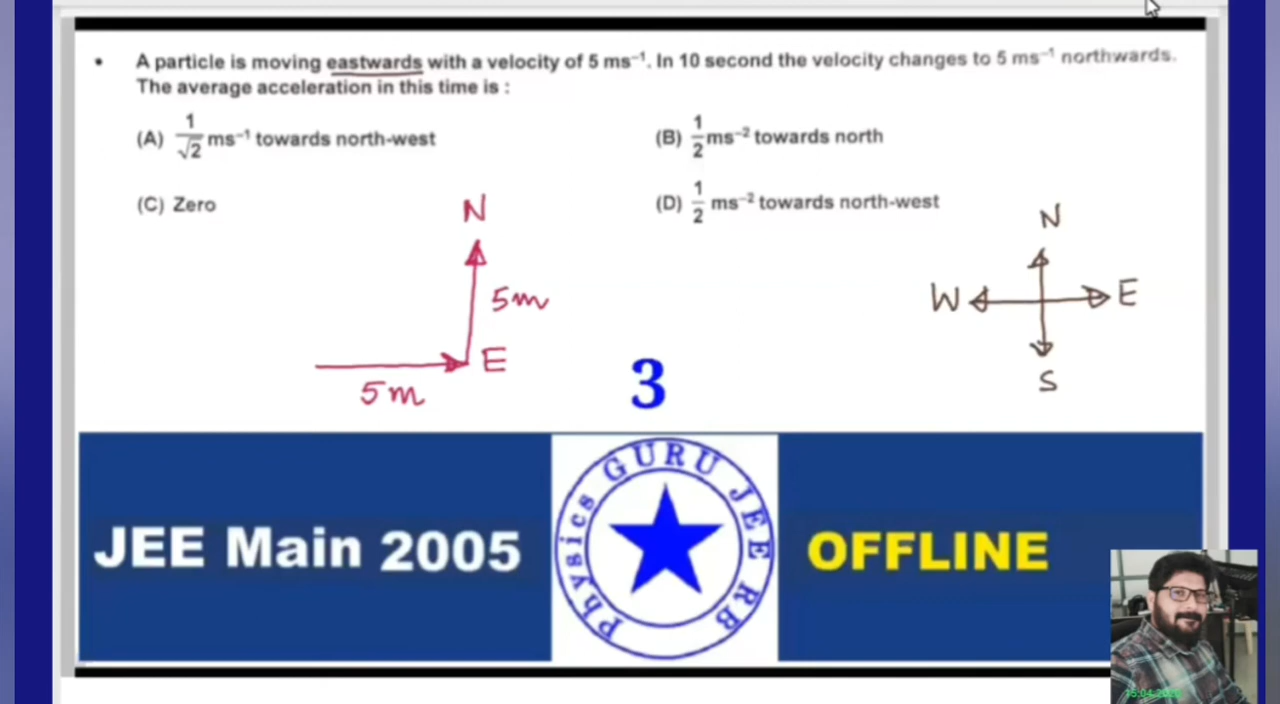 • A particle is moving eastwards with a velocity of 5 ms⁻¹. In 10 second the velocity changes to 5 ms⁻¹ northwards.
The average acceleration in this time is :
(A) 1/√2 ms⁻¹ towards north-west
(B) 1/2 ms⁻² towards north
(C) Zero
(D) 1/2 ms⁻² towards north-west
N
5m
E
5m
N
W E
S
3
JEE Main 2005
Physics GURU JEE RB
OFFLINE